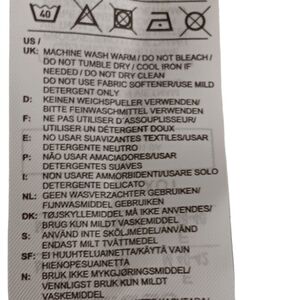 40
US /
UK: MACHINE WASH WARM / DO NOT BLEACH /
DO NOT TUMBLE DRY / COOL IRON IF
NEEDED / DO NOT DRY CLEAN
DO NOT USE FABRIC SOFTENER/USE MILD
DETERGENT ONLY
D: KEINEN WEICHSPUELER VERWENDEN/
BITTE FEINWASCHMITTEL VERWENDEN
F: NE PAS UTILISER D'ASSOUPLISSEUR/
UTILISER UN DÉTERGENT DOUX
E: NO USAR SUAVIZANTES TEXTILES/USAR
DETERGENTE NEUTRO
P: NÃO USAR AMACIADORES/USAR
DETERGENTES SUAVES
I: NON USARE AMMORBIDENTI/USARE SOLO
DETERGENTE DELICATO
NL: GEEN WASVERZACHTER GEBRUIKEN/
FIJNWASMIDDEL GEBRUIKEN
DK: TØJSKYLLEMIDDEL MÅ IKKE ANVENDES/
BRUG KUN MILDT VASKEMIDDEL
S: ANVÄND INTE SKÖLJMEDEL/ANVÄND
ENDAST MILT TVÄTTMEDEL
SF: EI HUUHTELUAINETTA/KÄYTÄ VAIN
HIENOPESUAINETTA
N: BRUK IKKE MYKGJØRINGSMIDDEL/
VENNLIGST BRUK KUN MILDT
VASKEMIDDEL